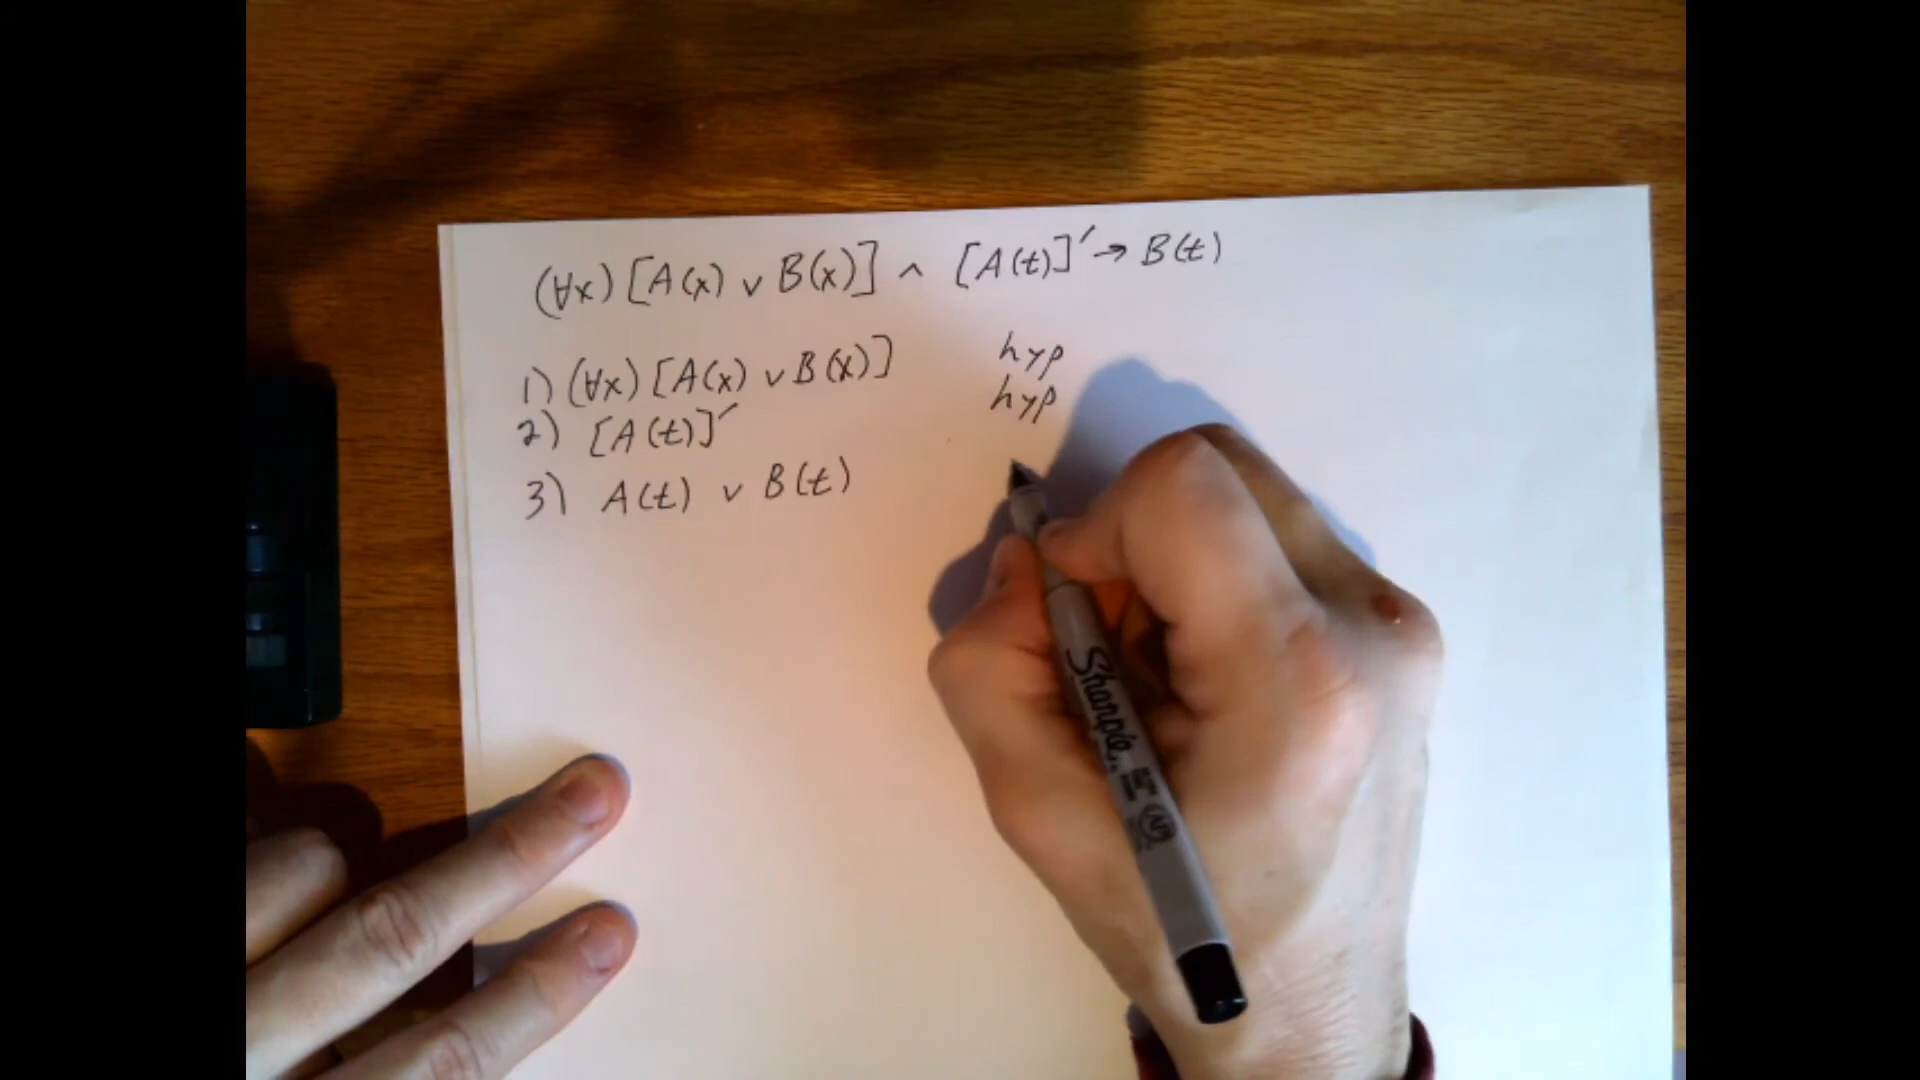 (∀x) [A(x) ∨ B(x)] ∧ [A(t)]′ → B(t)
1) (∀x) [A(x) ∨ B(x)] hyp
2) [A(t)]′ hyp
3) A(t) ∨ B(t)
Sharpie.